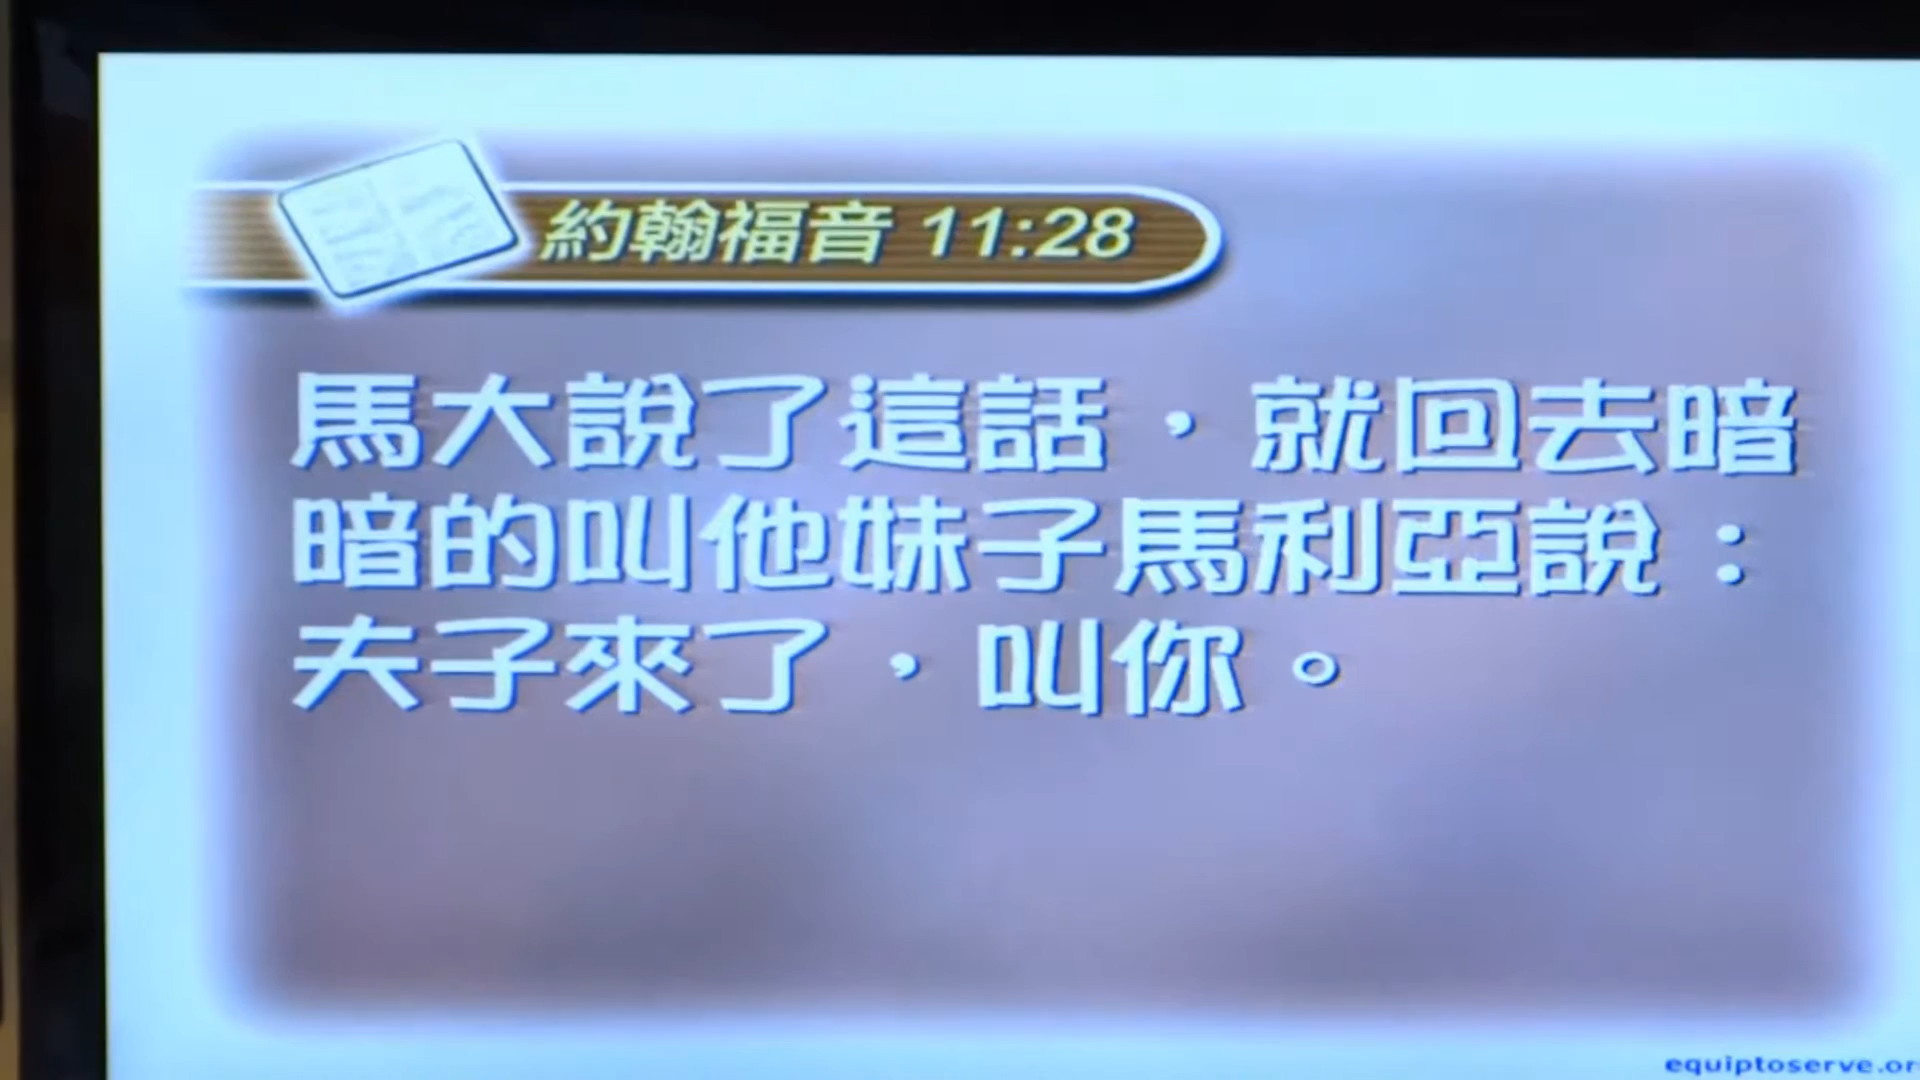 約翰福音 11:28
馬大說了這話，就回去暗
暗的叫他妹子馬利亞說：
夫子來了，叫你。
equiptoserve.or